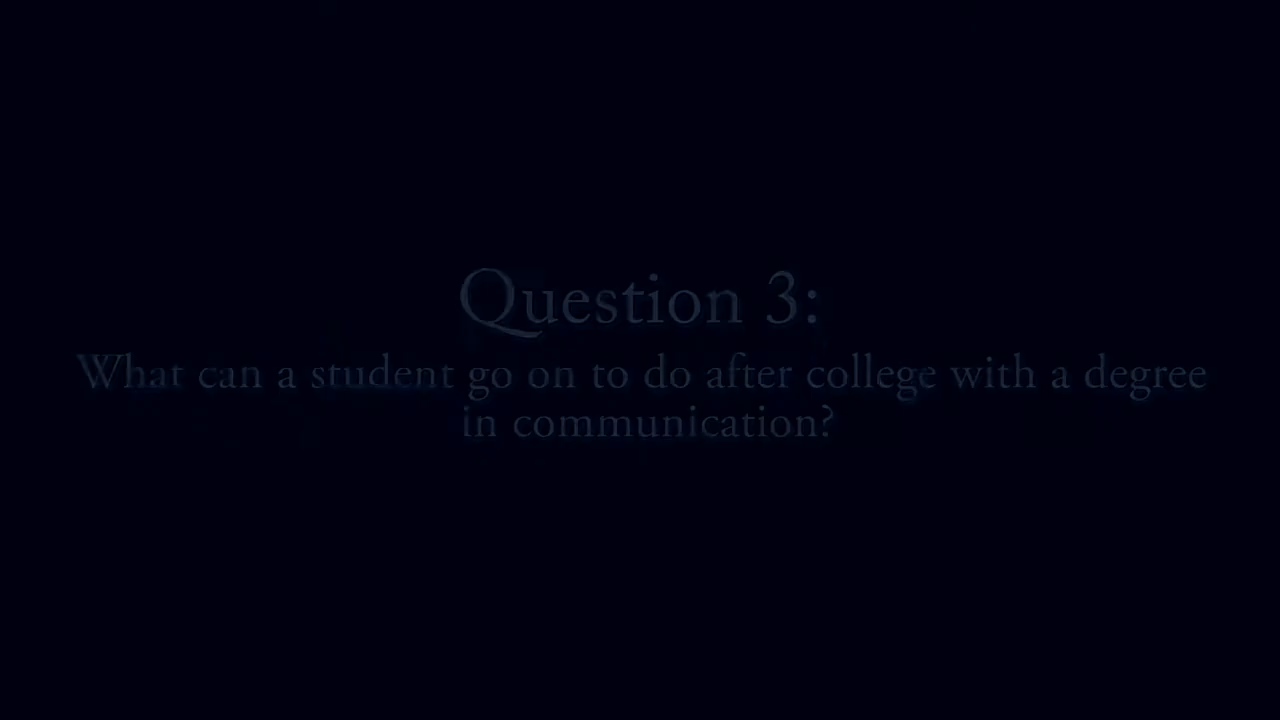 Question 3:
What can a student go on to do after college with a degree
in communication?